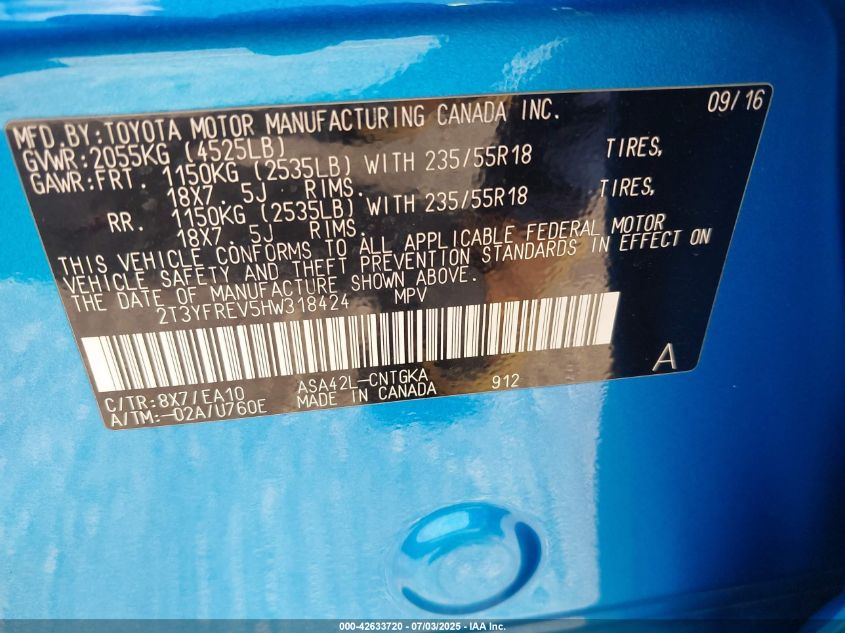 09/16
MFD.BY:TOYOTA MOTOR MANUFACTURING CANADA INC.
GVWR:2055KG (4525LB)
GAWR:FRT. 1150KG (2535LB) WITH 235/55R18 TIRES,
18X7.5J RIMS.
RR. 1150KG (2535LB) WITH 235/55R18 TIRES,
18X7.5J RIMS.
THIS VEHICLE CONFORMS TO ALL APPLICABLE FEDERAL MOTOR
VEHICLE SAFETY AND THEFT PREVENTION STANDARDS IN EFFECT ON
THE DATE OF MANUFACTURE SHOWN ABOVE.
2T3YFREV5HW318424 MPV
A
C/TR:8X7/EA10 ASA42L-CNTGKA 912
A/TM:-02A/U760E MADE IN CANADA
000-42633720 - 07/03/2025 - IAA Inc.